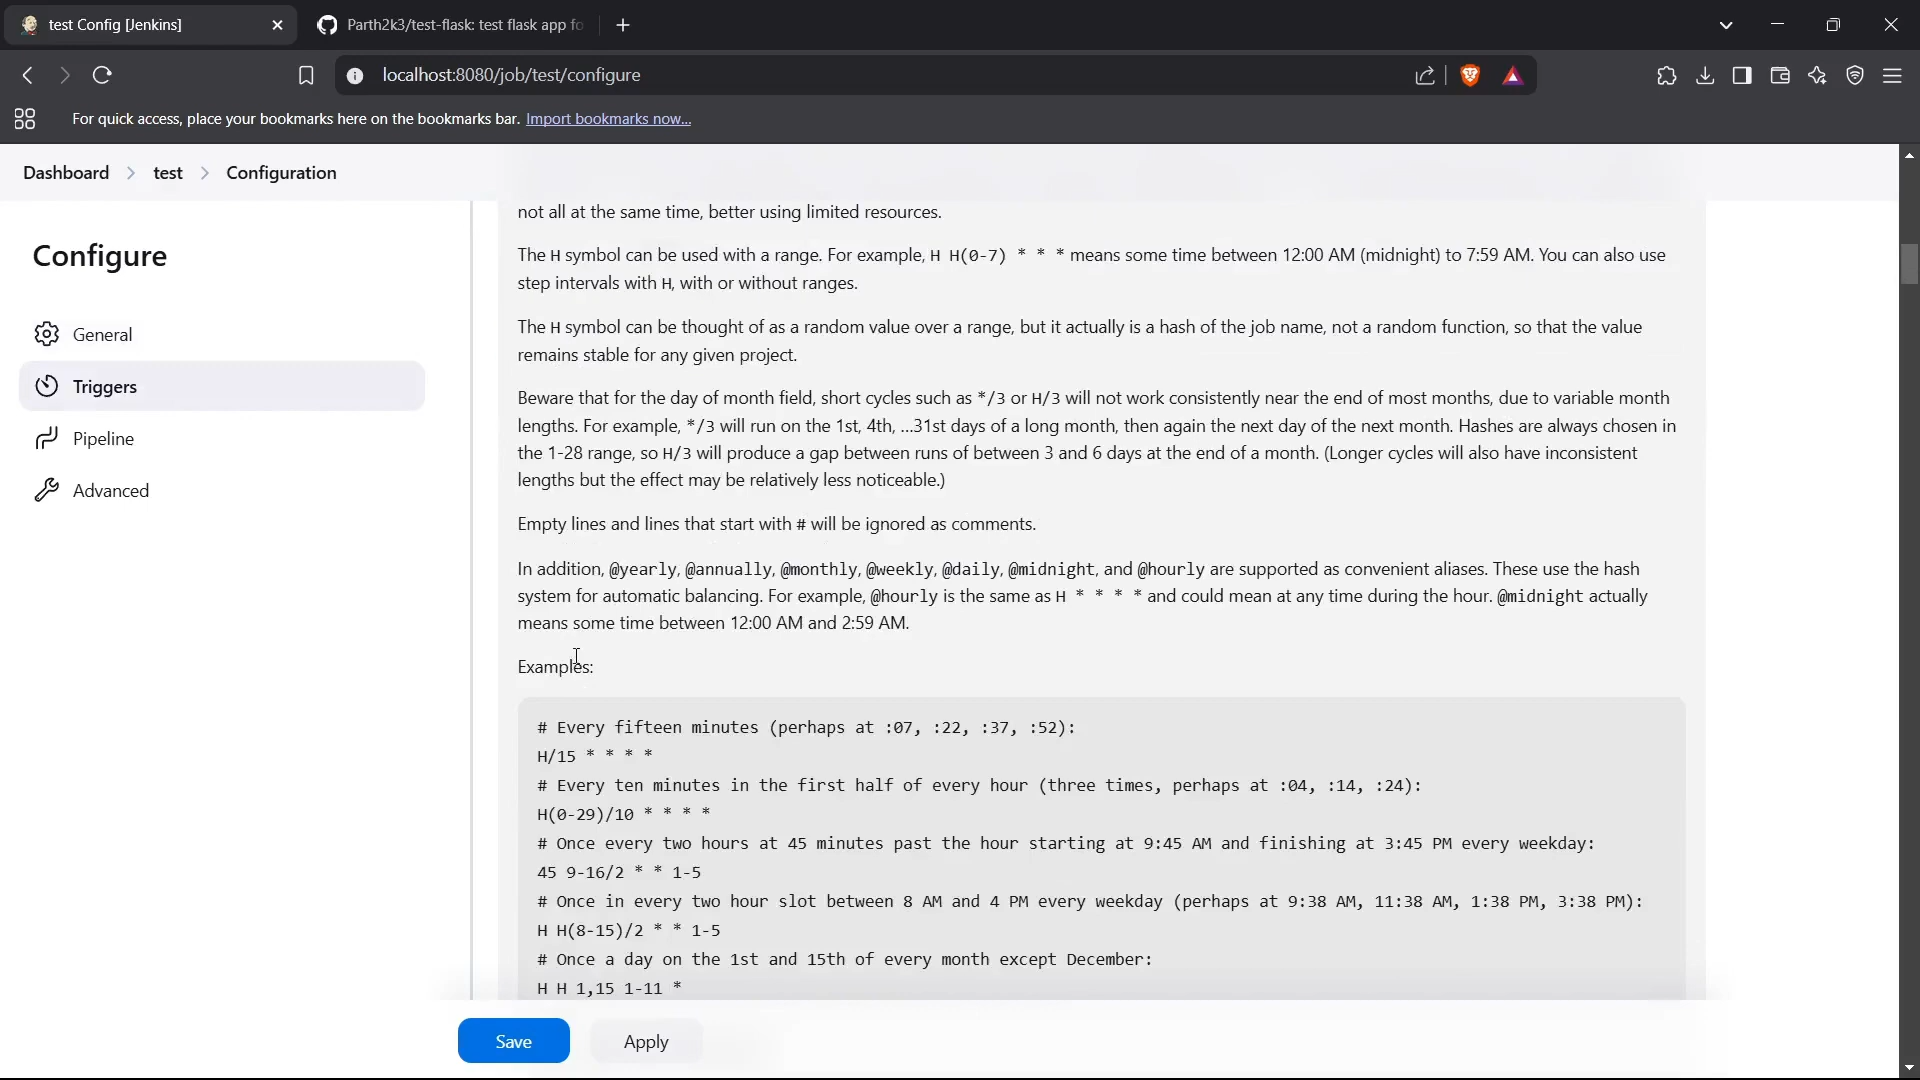 test Config [Jenkins]
Parth2k3/test-flask: test flask app fo
localhost:8080/job/test/configure
For quick access, place your bookmarks here on the bookmarks bar. Import bookmarks now...
Dashboard > test > Configuration
Configure
General
Triggers
Pipeline
Advanced
not all at the same time, better using limited resources.
The H symbol can be used with a range. For example, H H(0-7) * * * means some time between 12:00 AM (midnight) to 7:59 AM. You can also use
step intervals with H, with or without ranges.
The H symbol can be thought of as a random value over a range, but it actually is a hash of the job name, not a random function, so that the value
remains stable for any given project.
Beware that for the day of month field, short cycles such as */3 or H/3 will not work consistently near the end of most months, due to variable month
lengths. For example, */3 will run on the 1st, 4th, ...31st days of a long month, then again the next day of the next month. Hashes are always chosen in
the 1-28 range, so H/3 will produce a gap between runs of between 3 and 6 days at the end of a month. (Longer cycles will also have inconsistent
lengths but the effect may be relatively less noticeable.)
Empty lines and lines that start with # will be ignored as comments.
In addition, @yearly, @annually, @monthly, @weekly, @daily, @midnight, and @hourly are supported as convenient aliases. These use the hash
system for automatic balancing. For example, @hourly is the same as H * * * * and could mean at any time during the hour. @midnight actually
means some time between 12:00 AM and 2:59 AM.
Examples:
# Every fifteen minutes (perhaps at :07, :22, :37, :52):
H/15 * * * *
# Every ten minutes in the first half of every hour (three times, perhaps at :04, :14, :24):
H(0-29)/10 * * * *
# Once every two hours at 45 minutes past the hour starting at 9:45 AM and finishing at 3:45 PM every weekday:
45 9-16/2 * * 1-5
# Once in every two hour slot between 8 AM and 4 PM every weekday (perhaps at 9:38 AM, 11:38 AM, 1:38 PM, 3:38 PM):
H H(8-15)/2 * * 1-5
# Once a day on the 1st and 15th of every month except December:
H H 1,15 1-11 *
Save
Apply